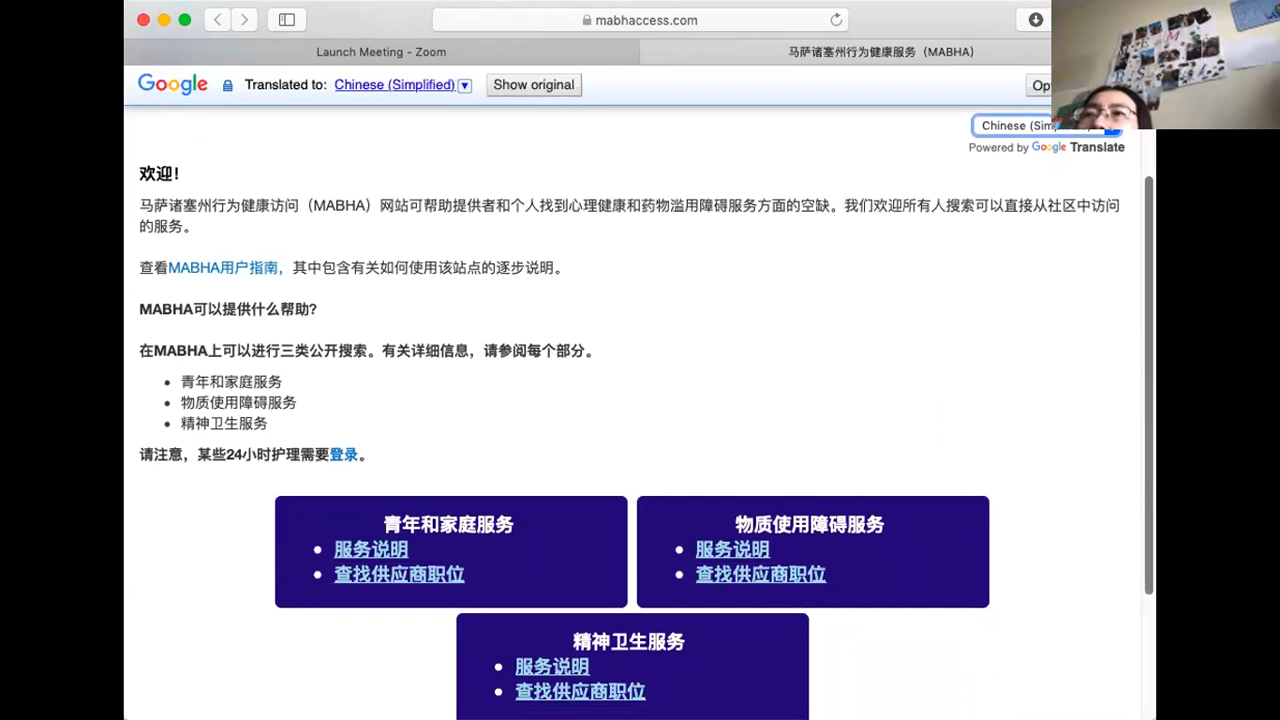 mabhaccess.com
Launch Meeting - Zoom
马萨诸塞州行为健康服务（MABHA）
Google Translated to: Chinese (Simplified) Show original
Chinese
Powered by Google Translate
欢迎！
马萨诸塞州行为健康访问（MABHA）网站可帮助提供者和个人找到心理健康和药物滥用障碍服务方面的空缺。我们欢迎所有人搜索可以直接从社区中访问
的服务。
查看MABHA用户指南，其中包含有关如何使用该站点的逐步说明。
MABHA可以提供什么帮助?
在MABHA上可以进行三类公开搜索。有关详细信息，请参阅每个部分。
青年和家庭服务
物质使用障碍服务
精神卫生服务
请注意，某些24小时护理需要登录。
青年和家庭服务
服务说明
查找供应商职位
物质使用障碍服务
服务说明
查找供应商职位
精神卫生服务
服务说明
查找供应商职位